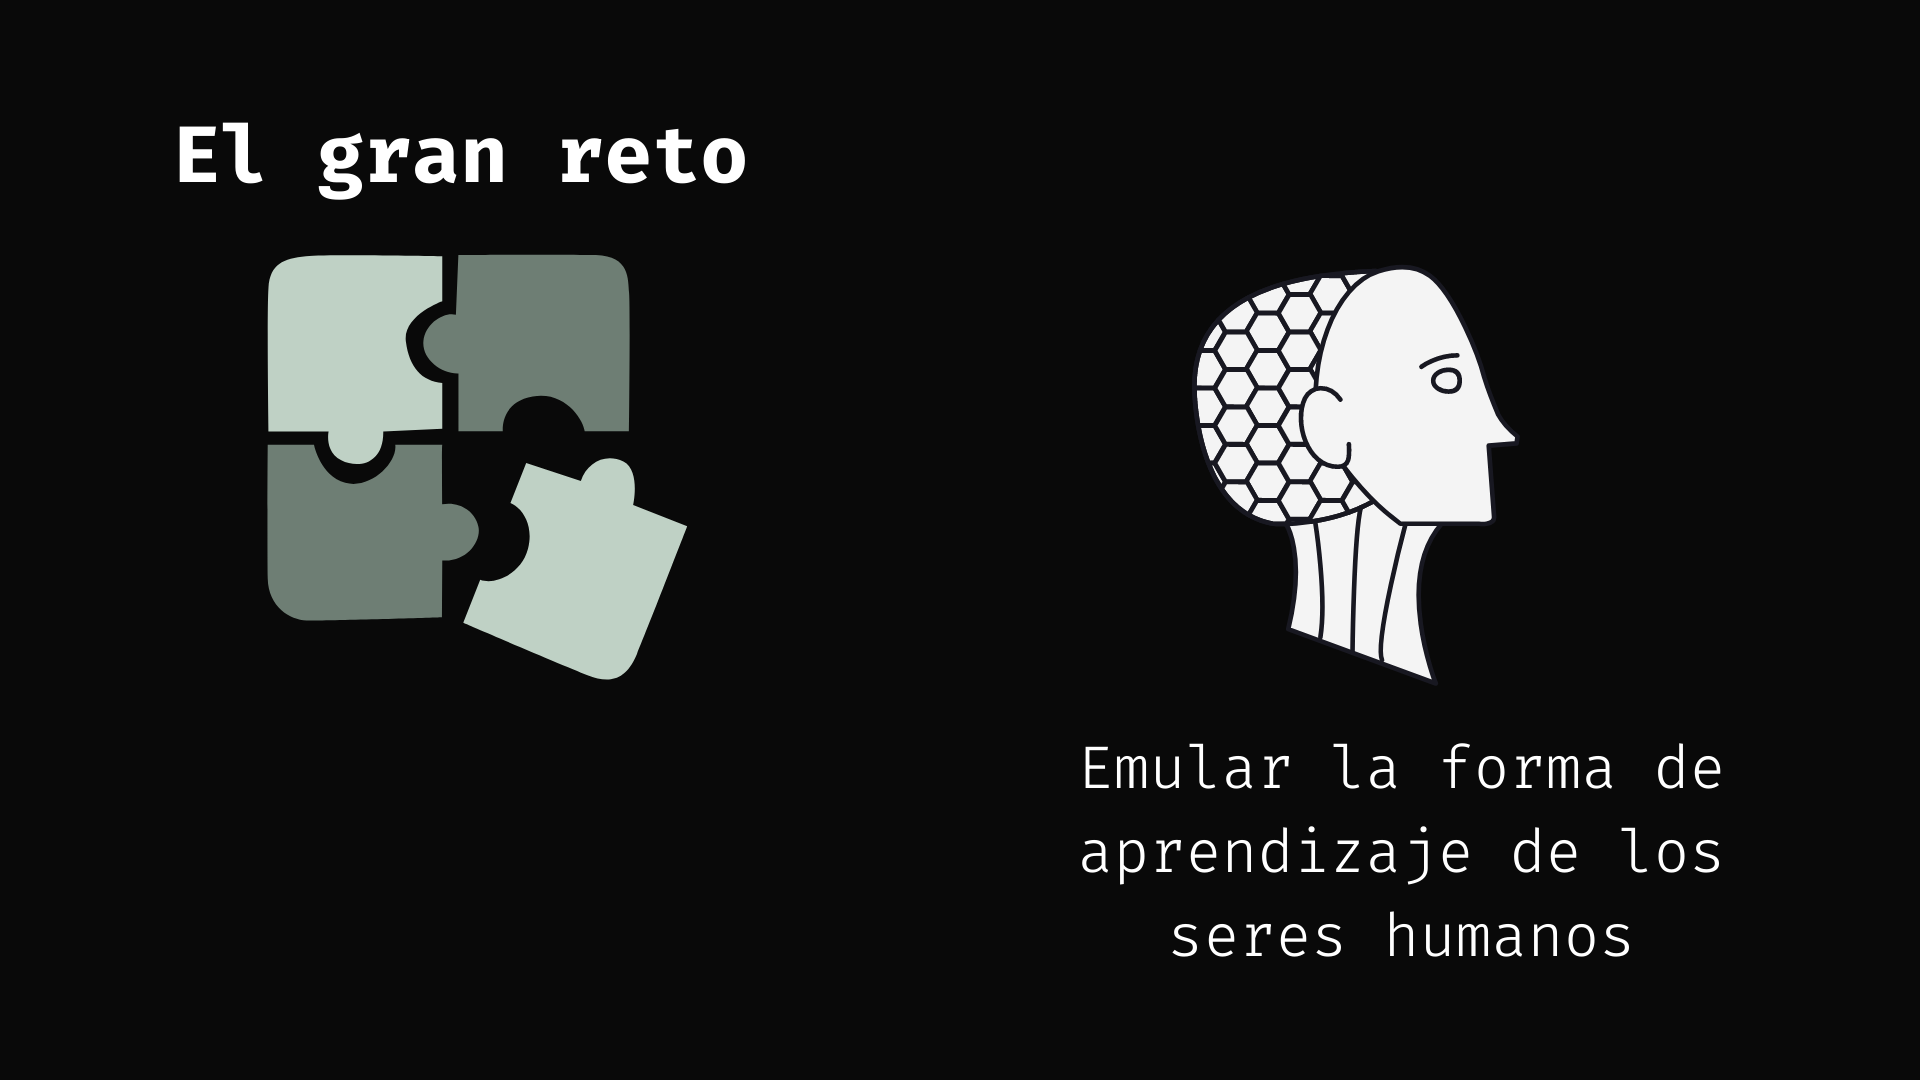 El gran reto
Emular la forma de
aprendizaje de los
seres humanos